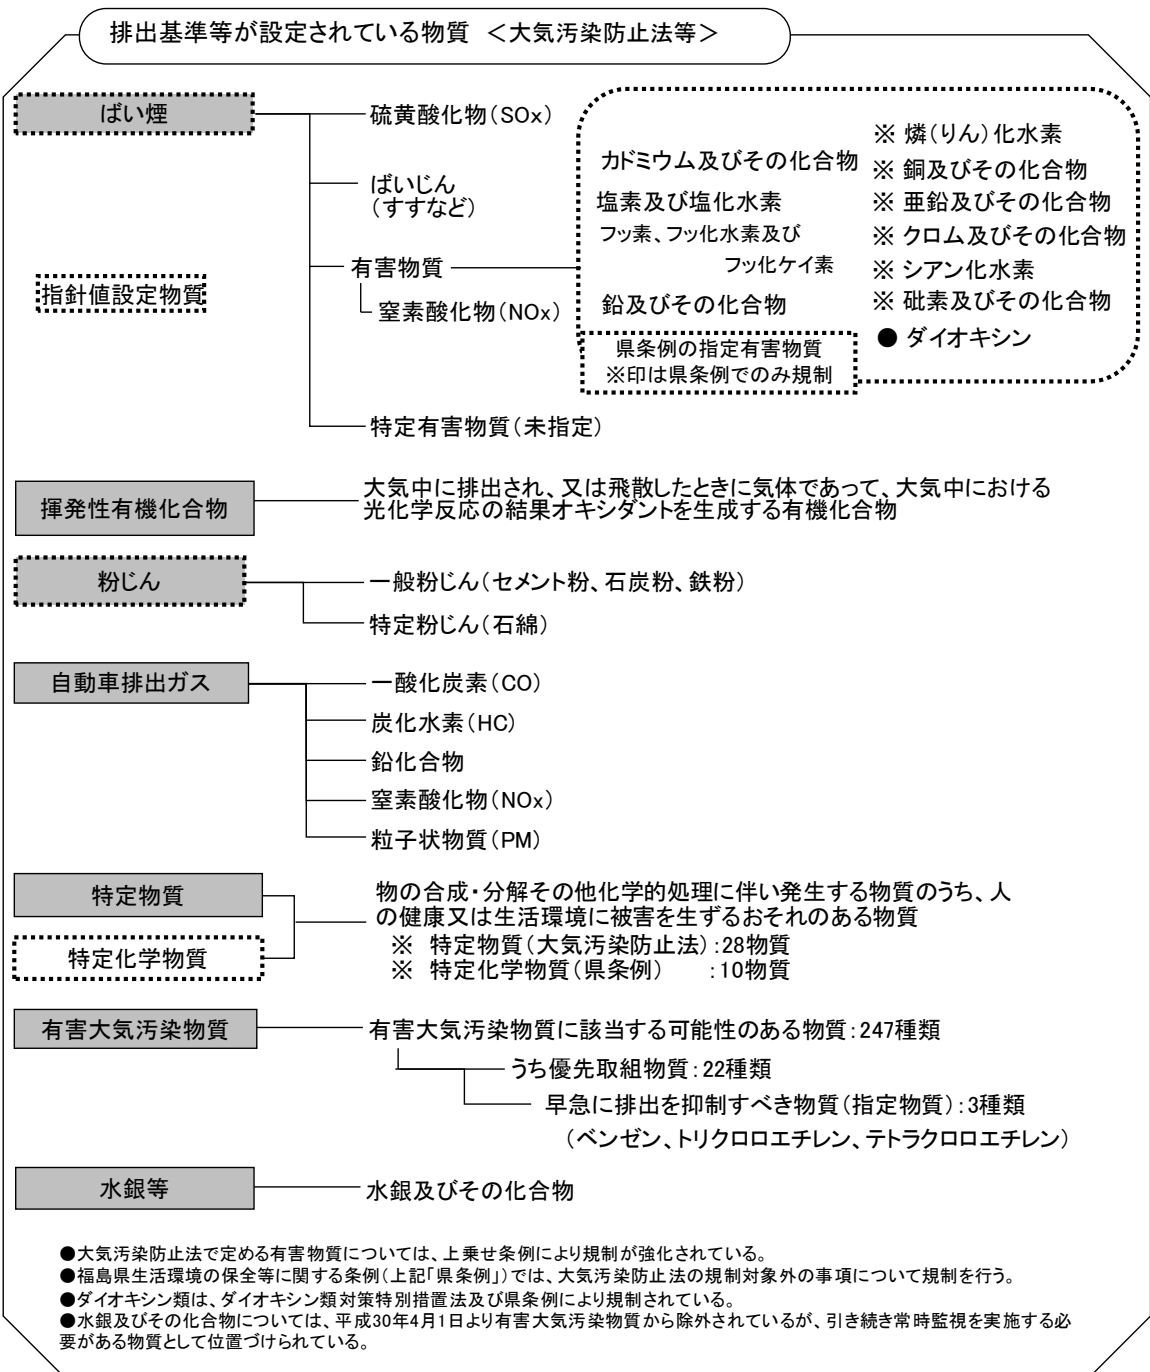 排出基準等が設定されている物質 ＜大気汚染防止法等＞
ばい煙
硫黄酸化物（SOx）
ばいじん
（すすなど）
有害物質
窒素酸化物（NOx）
特定有害物質（未指定）
指針値設定物質
カドミウム及びその化合物
塩素及び塩化水素
フッ素、フッ化水素及び
フッ化ケイ素
鉛及びその化合物
※ 燐（りん）化水素
※ 銅及びその化合物
※ 亜鉛及びその化合物
※ クロム及びその化合物
※ シアン化水素
※ 砒素及びその化合物
● ダイオキシン
県条例の指定有害物質
※印は県条例でのみ規制
揮発性有機化合物
大気中に排出され、又は飛散したときに気体であって、大気中における
光化学反応の結果オキシダントを生成する有機化合物
粉じん
一般粉じん（セメント粉、石炭粉、鉄粉）
特定粉じん（石綿）
自動車排出ガス
一酸化炭素（CO）
炭化水素（HC）
鉛化合物
窒素酸化物（NOx）
粒子状物質（PM）
特定物質
特定化学物質
物の合成・分解その他化学的処理に伴い発生する物質のうち、人
の健康又は生活環境に被害を生ずるおそれのある物質
※ 特定物質（大気汚染防止法）：28物質
※ 特定化学物質（県条例） ：10物質
有害大気汚染物質
有害大気汚染物質に該当する可能性のある物質：247種類
うち優先取組物質：22種類
早急に排出を抑制すべき物質（指定物質）：3種類
（ベンゼン、トリクロロエチレン、テトラクロロエチレン）
水銀等
水銀及びその化合物
●大気汚染防止法で定める有害物質については、上乗せ条例により規制が強化されている。
●福島県生活環境の保全等に関する条例（上記「県条例」）では、大気汚染防止法の規制対象外の事項について規制を行う。
●ダイオキシン類は、ダイオキシン類対策特別措置法及び県条例により規制されている。
●水銀及びその化合物については、平成30年4月1日より有害大気汚染物質から除外されているが、引き続き常時監視を実施する必
要がある物質として位置づけられている。